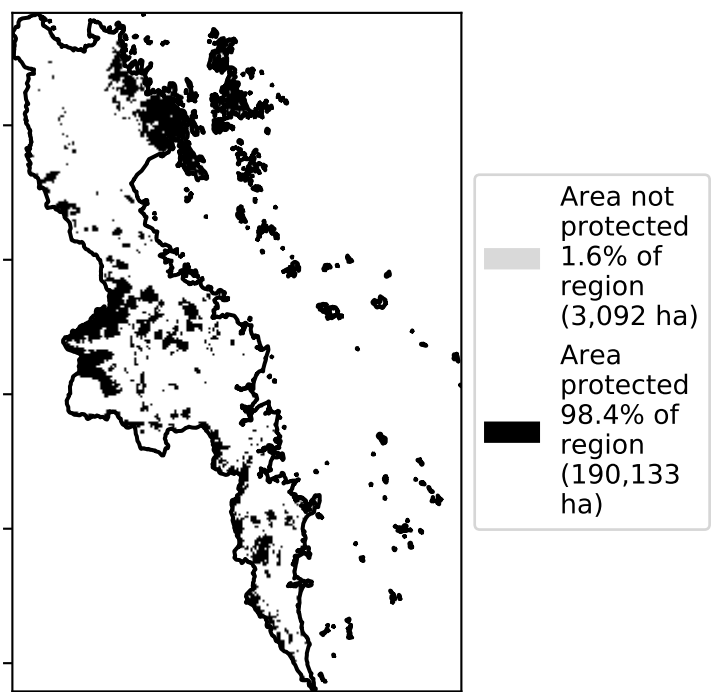 Area not
protected
1.6% of
region
(3,092 ha)
Area
protected
98.4% of
region
(190,133
ha)